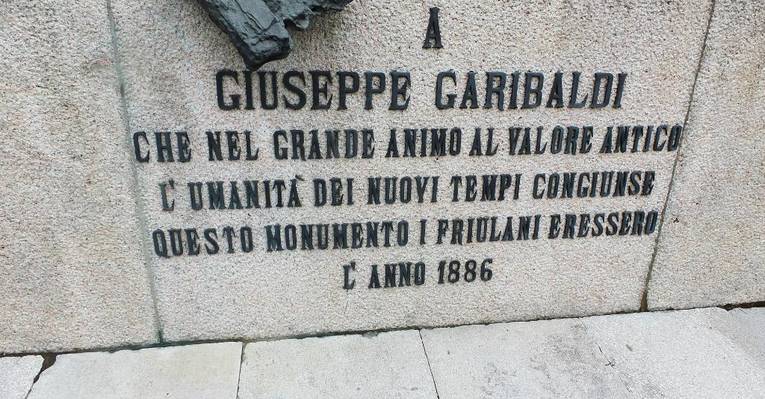 A
GIUSEPPE GARIBALDI
CHE NEL GRANDE ANIMO AL VALORE ANTICO
L' UMANITÀ DEI NUOVI TEMPI CONGIUNSE
QUESTO MONUMENTO I FRIULANI ERESSERO
L' ANNO 1886